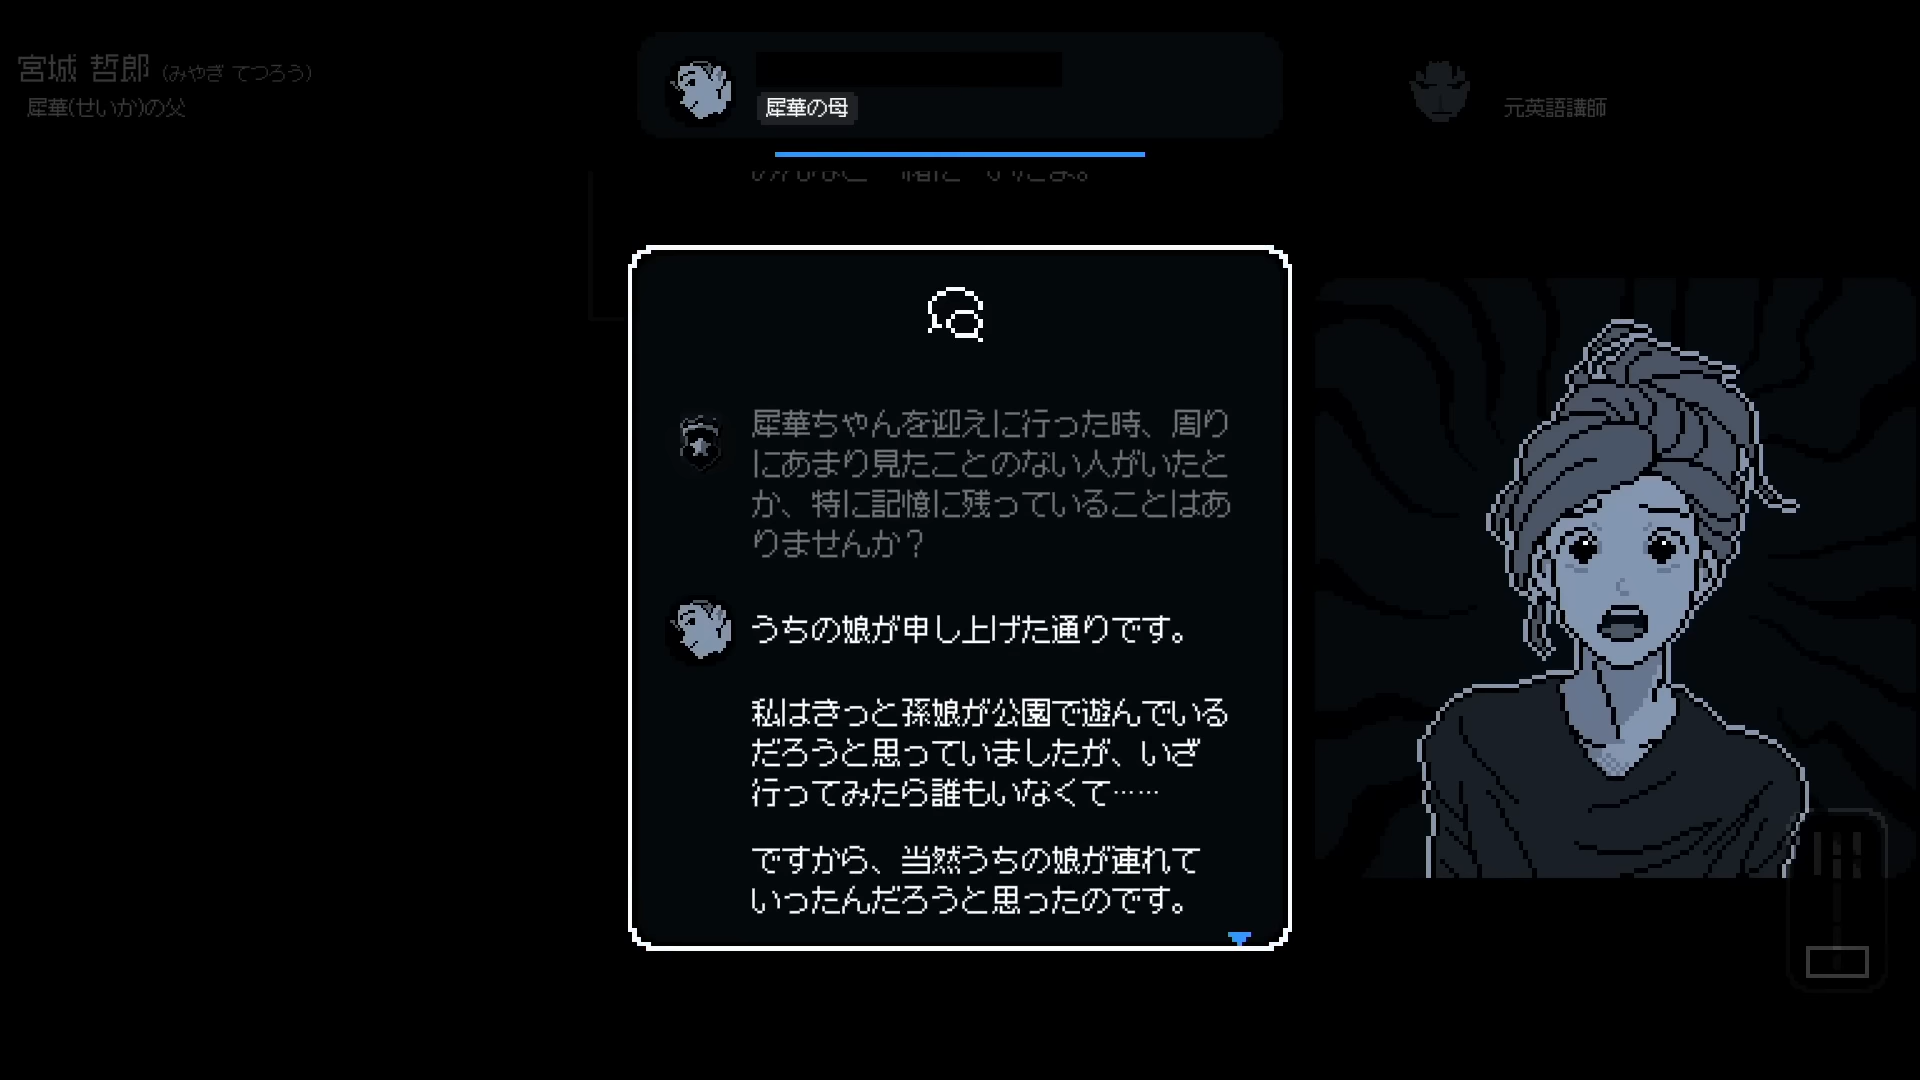 宮城 哲郎 (みやぎ てつろう)
犀華(せいか)の父
犀華の母
元英語講師
犀華ちゃんを迎えに行った時、周り
にあまり見たことのない人がいたと
か、特に記憶に残っていることはあ
りませんか？
うちの娘が申し上げた通りです。
私はきっと孫娘が公園で遊んでいる
だろうと思っていましたが、いざ
行ってみたら誰もいなくて……
ですから、当然うちの娘が連れて
いったんだろうと思ったのです。